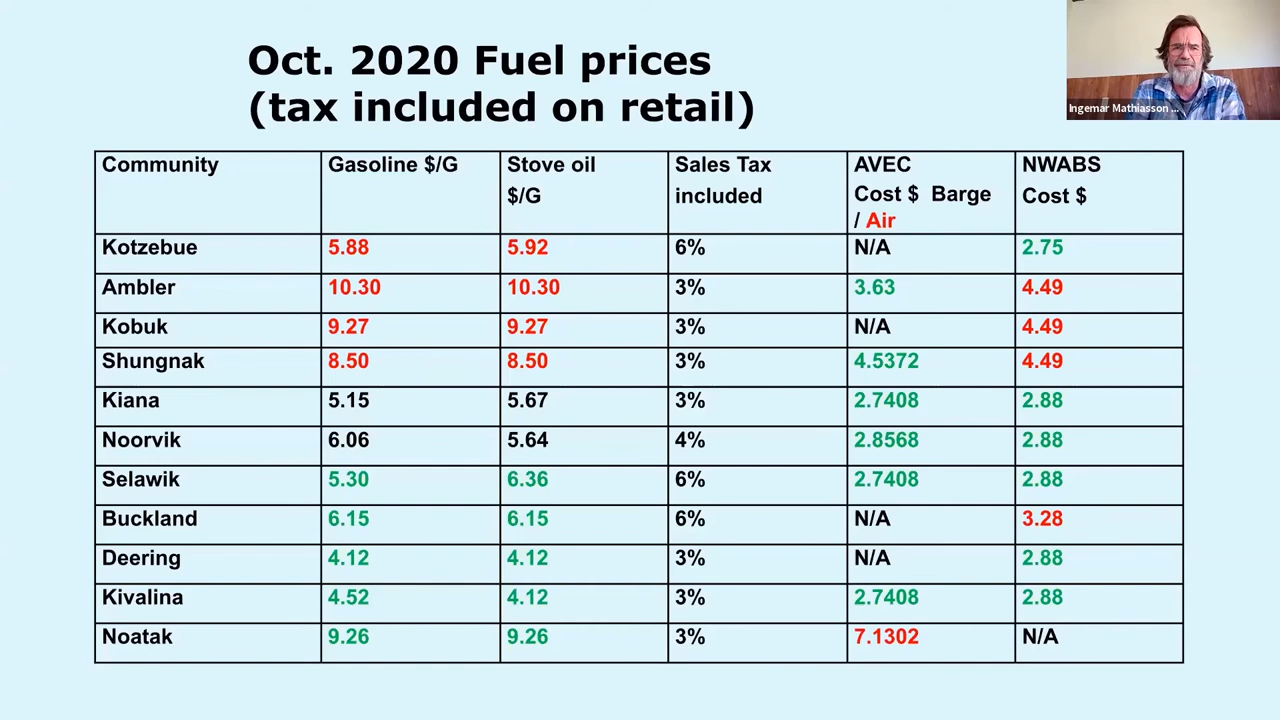 Oct. 2020 Fuel prices
(tax included on retail)
Ingemar Mathiasson ...
Community Gasoline $/G Stove oil $/G Sales Tax included AVEC Cost $ Barge / Air NWABS Cost $
Kotzebue 5.88 5.92 6% N/A 2.75
Ambler 10.30 10.30 3% 3.63 4.49
Kobuk 9.27 9.27 3% N/A 4.49
Shungnak 8.50 8.50 3% 4.5372 4.49
Kiana 5.15 5.67 3% 2.7408 2.88
Noorvik 6.06 5.64 4% 2.8568 2.88
Selawik 5.30 6.36 6% 2.7408 2.88
Buckland 6.15 6.15 6% N/A 3.28
Deering 4.12 4.12 3% N/A 2.88
Kivalina 4.52 4.12 3% 2.7408 2.88
Noatak 9.26 9.26 3% 7.1302 N/A